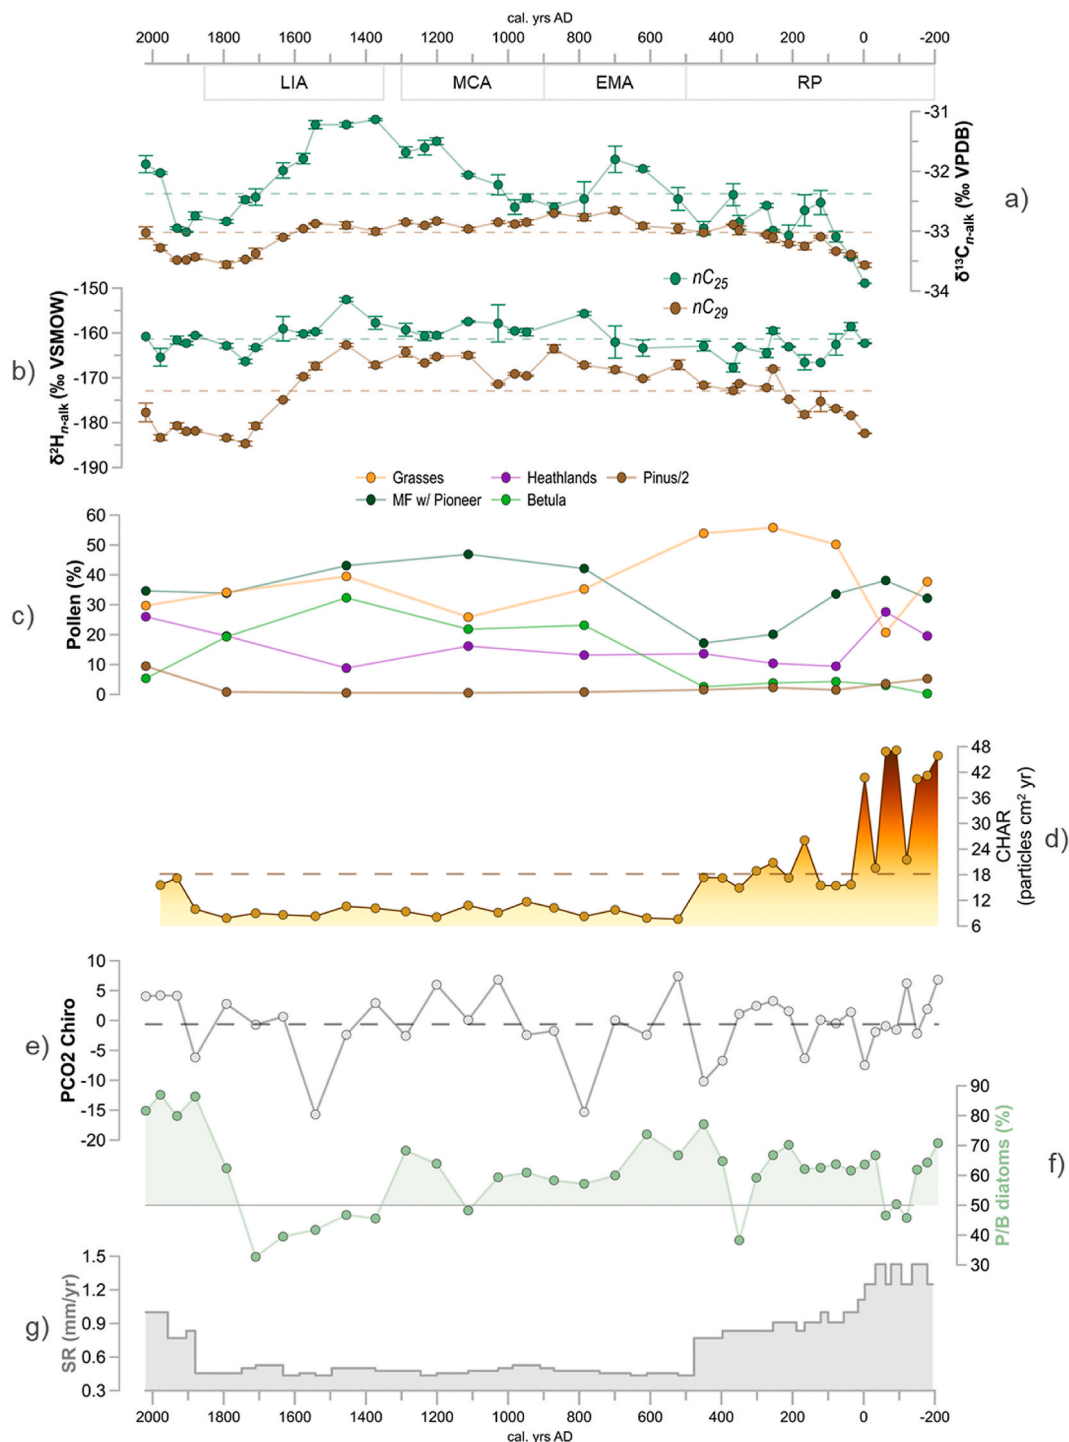 cal. yrs AD
2000 1800 1600 1400 1200 1000 800 600 400 200 0 -200
LIA MCA EMA RP
a)
-31
-32
-33
-34
δ¹³Cn-alk (‰ VPDB)
nC25
nC29
b)
δ²Hn-alk (‰ VSMOW)
-150
-160
-170
-180
-190
Grasses Heathlands Pinus/2
MF w/ Pioneer Betula
c)
Pollen (%)
60
50
40
30
20
10
0
d)
CHAR
(particles cm² yr)
48
42
36
30
24
18
12
6
e)
PCO2 Chiro
10
5
0
-5
-10
-15
-20
f)
P/B diatoms (%)
90
80
70
60
50
40
30
g)
SR (mm/yr)
1.5
1.2
0.9
0.6
0.3
2000 1800 1600 1400 1200 1000 800 600 400 200 0 -200
cal. yrs AD